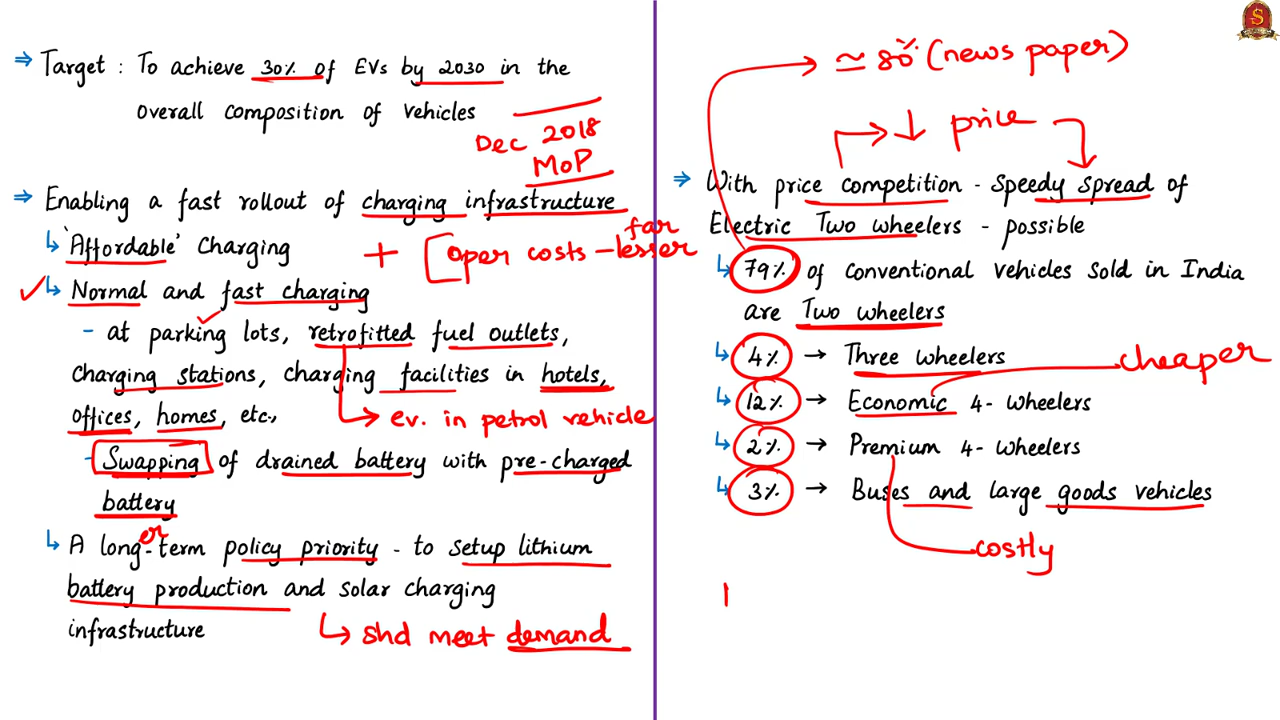 ⇒ Target : To achieve 30% of EVs by 2030 in the
overall composition of vehicles
Dec 2018
MoP
⇒ Enabling a fast rollout of charging infrastructure
↳ 'Affordable' charging
+ [oper costs - far lesser
✓ ↳ Normal and fast charging
- at parking lots, retrofitted fuel outlets,
charging stations, charging facilities in hotels,
offices, homes, etc.,
→ ev. in petrol vehicle
- Swapping of drained battery with pre-charged
battery
↳ A long-er term policy priority - to setup lithium
battery production and solar charging
infrastructure
↳ shd meet demand
≃ 80% (news paper)
→ ↓ price
⇒ With price competition - speedy spread of
Electric Two wheelers - possible
↳ 79% of conventional vehicles sold in India
are Two wheelers
↳ 4% → Three wheelers
cheaper
↳ 12% → Economic 4- wheelers
↳ 2% → Premium 4- wheelers
↳ 3% → Buses and large goods vehicles
costly
S